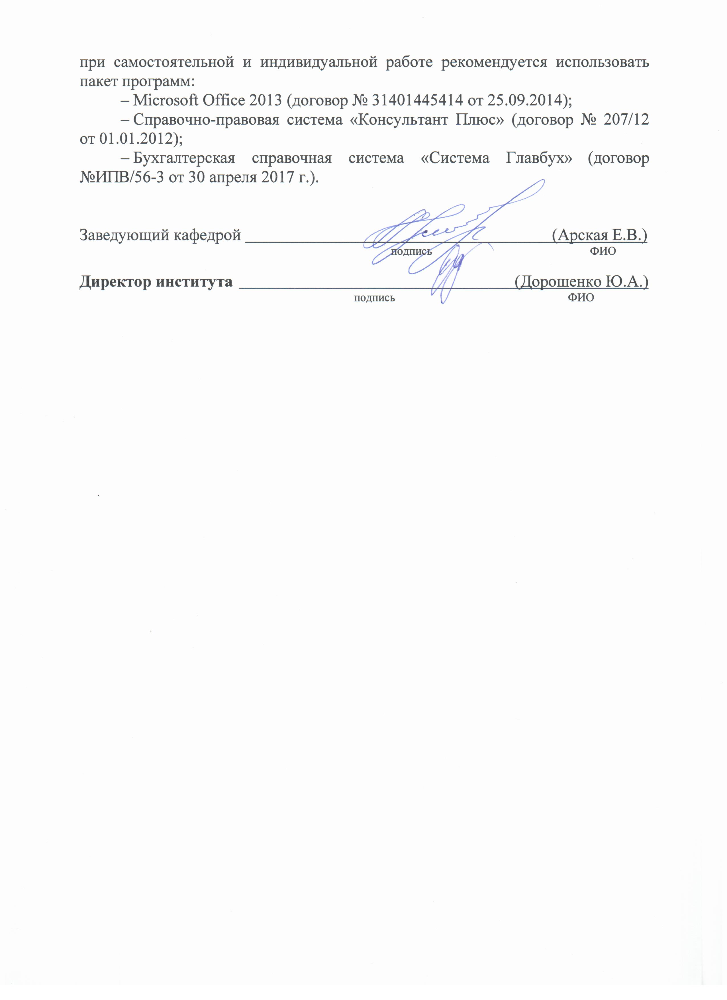 при самостоятельной и индивидуальной работе рекомендуется использовать
пакет программ:
– Microsoft Office 2013 (договор № 31401445414 от 25.09.2014);
– Справочно-правовая система «Консультант Плюс» (договор № 207/12
от 01.01.2012);
– Бухгалтерская справочная система «Система Главбух» (договор
№ИПВ/56-3 от 30 апреля 2017 г.).
Заведующий кафедрой (Арская Е.В.)
подпись ФИО
Директор института (Дорошенко Ю.А.)
подпись ФИО